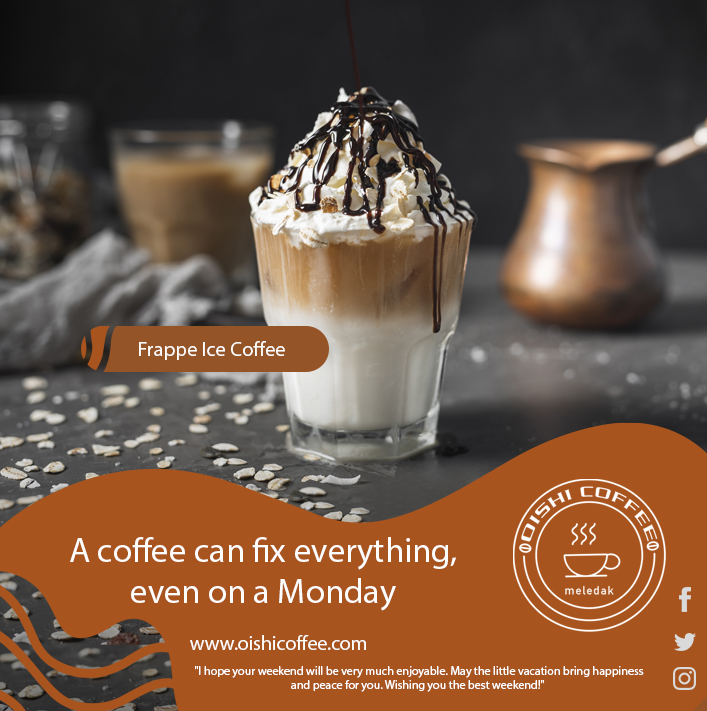 Frappe Ice Coffee
OISHI COFFEE
meledak
A coffee can fix everything,
even on a Monday
www.oishicoffee.com
"I hope your weekend will be very much enjoyable. May the little vacation bring happiness
and peace for you. Wishing you the best weekend!"